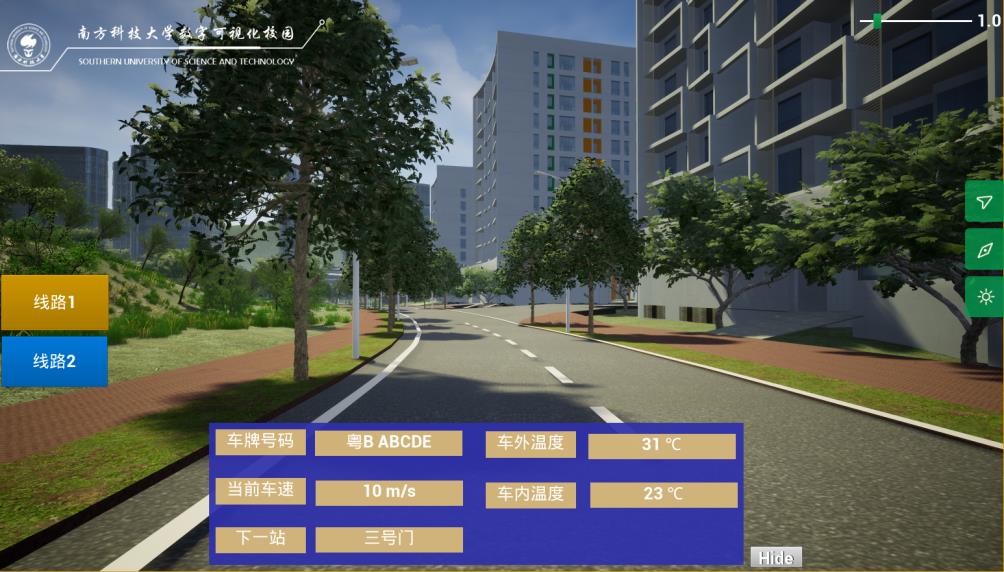 南方科技大学数字可视化校园
SOUTHERN UNIVERSITY OF SCIENCE AND TECHNOLOGY
1.0
线路1
线路2
车牌号码 粤B ABCDE 车外温度 31 ℃
当前车速 10 m/s 车内温度 23 ℃
下一站 三号门
Hide